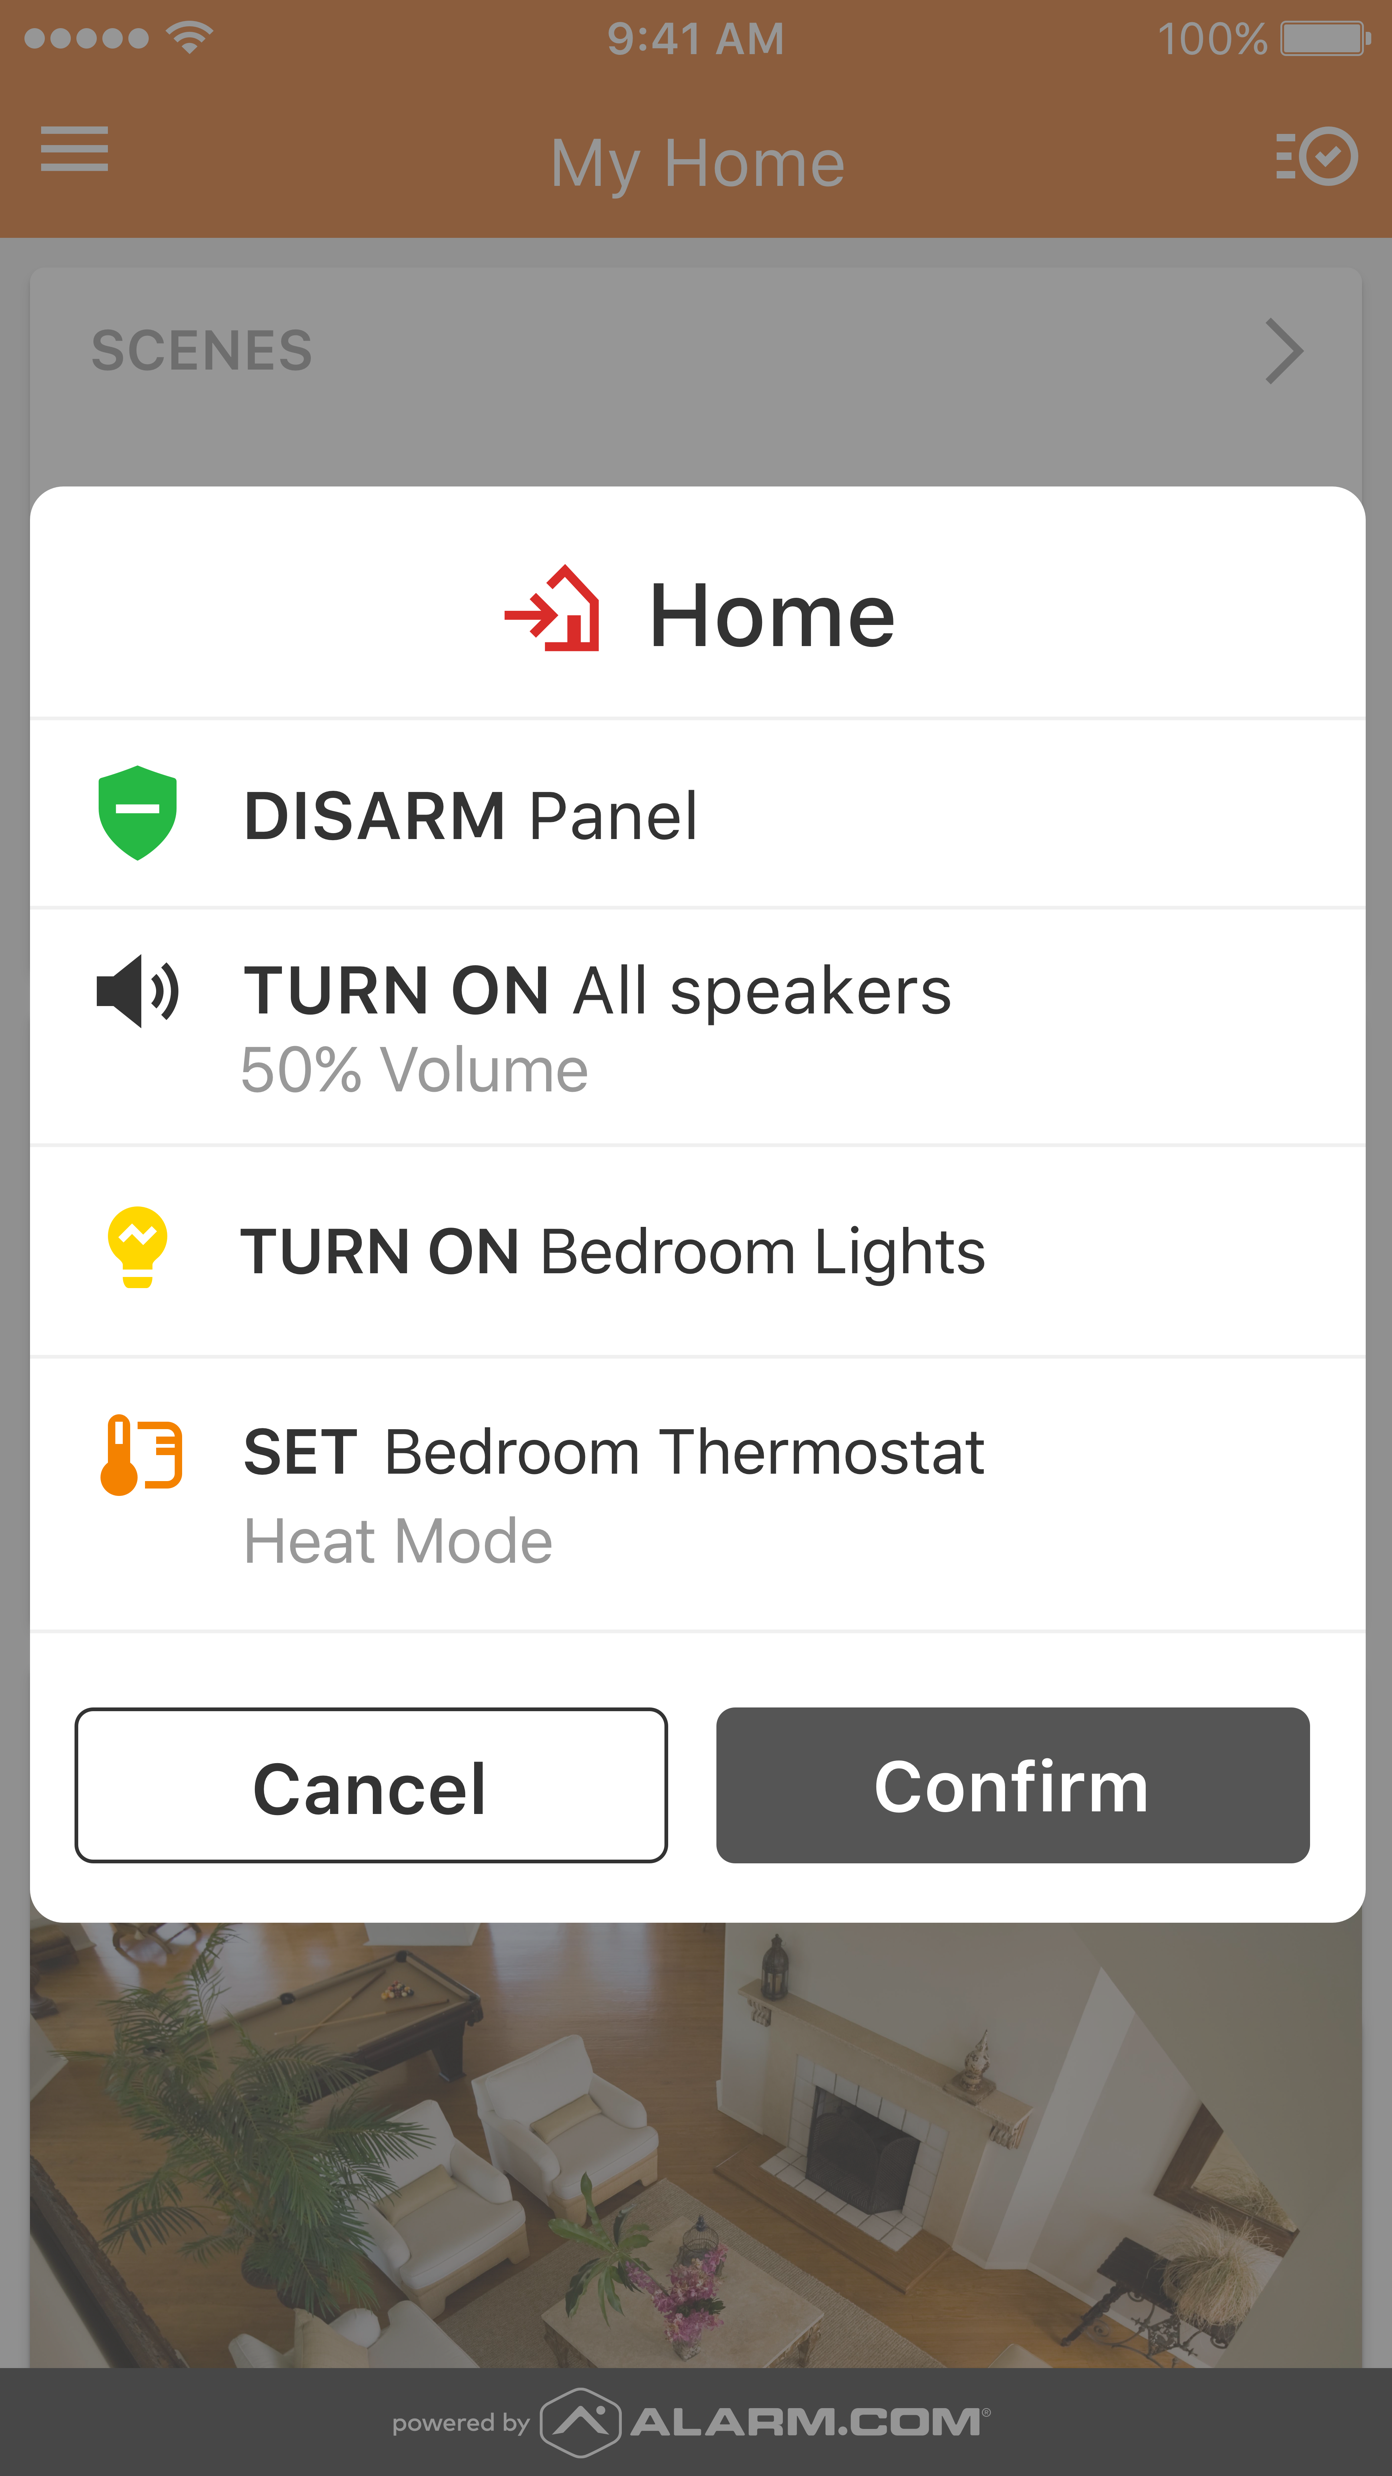 9:41 AM
100%
My Home
SCENES
Home
DISARM Panel
TURN ON All speakers
50% Volume
TURN ON Bedroom Lights
SET Bedroom Thermostat
Heat Mode
Cancel
Confirm
powered by ALARM.COM®